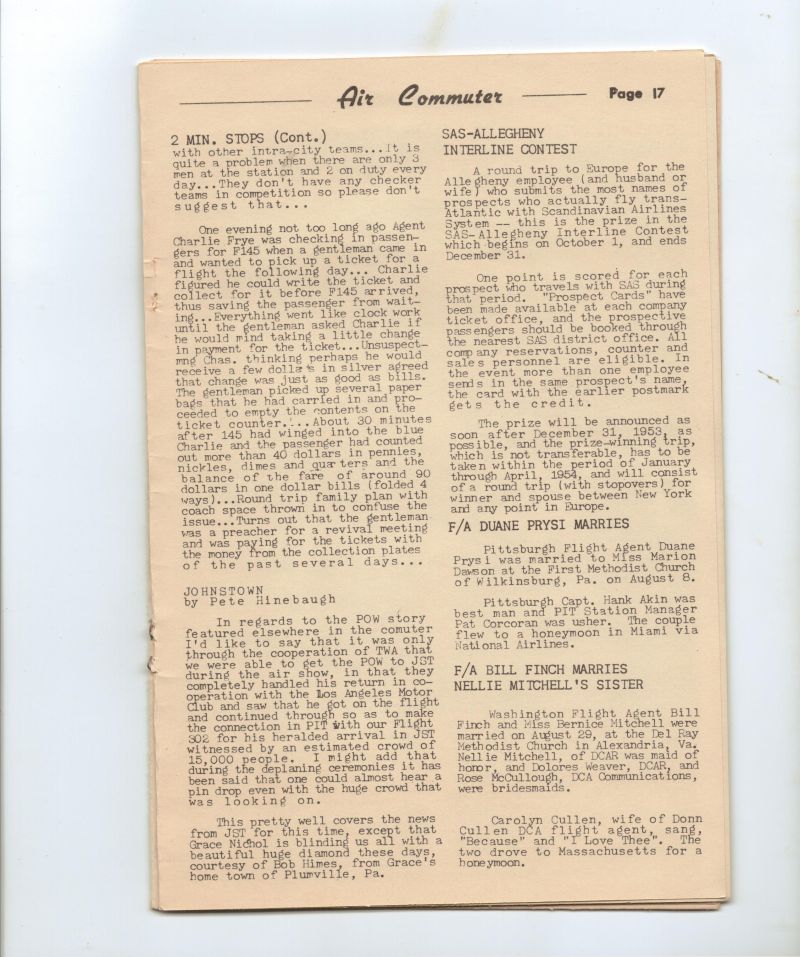 Air Commuter
Page 17
2 MIN. STOPS (Cont.)
with other intra-city teams...It is
quite a problem when there are only 3
men at the station and 2 on duty every
day...They don't have any checker
teams in competition so please don't
suggest that...
One evening not too long ago Agent
Charlie Frye was checking in passen-
gers for F145 when a gentleman came in
and wanted to pick up a ticket for a
flight the following day... Charlie
figured he could write the ticket and
collect for it before F145 arrived,
thus saving the passenger from wait-
ing...Everything went like clock work
until the gentleman asked Charlie if
he would mind taking a little change
in payment for the ticket...Unsuspect-
ing Chas. thinking perhaps he would
receive a few dollars in silver agreed
that change was just as good as bills.
The gentleman picked up several paper
bags that he had carried in and pro-
ceeded to empty the contents on the
ticket counter.'...About 30 minutes
after 145 had winged into the blue
Charlie and the passenger had counted
out more than 40 dollars in pennies,
nickles, dimes and quarters and the
balance of the fare of around 90
dollars in one dollar bills (folded 4
ways)...Round trip family plan with
coach space thrown in to confuse the
issue...Turns out that the gentleman
was a preacher for a revival meeting
and was paying for the tickets with
the money from the collection plates
of the past several days...
JOHNSTOWN
by Pete Hinebaugh
In regards to the POW story
featured elsewhere in the comuter
I'd like to say that it was only
through the cooperation of TWA that
we were able to get the POW to JST
during the air show, in that they
completely handled his return in co-
operation with the Los Angeles Motor
Club and saw that he got on the flight
and continued through so as to make
the connection in PIT with our Flight
302 for his heralded arrival in JST
witnessed by an estimated crowd of
15,000 people. I might add that
during the deplaning ceremonies it has
been said that one could almost hear a
pin drop even with the huge crowd that
was looking on.
This pretty well covers the news
from JST for this time, except that
Grace Nichol is blinding us all with a
beautiful huge diamond these days,
courtesy of Bob Himes, from Grace's
home town of Plumville, Pa.
SAS-ALLEGHENY
INTERLINE CONTEST
A round trip to Europe for the
Allegheny employee (and husband or
wife) who submits the most names of
prospects who actually fly trans-
Atlantic with Scandinavian Airlines
System -- this is the prize in the
SAS-Allegheny Interline Contest
which begins on October 1, and ends
December 31.
One point is scored for each
prospect who travels with SAS during
that period. "Prospect Cards" have
been made available at each company
ticket office, and the prospective
passengers should be booked through
the nearest SAS district office. All
company reservations, counter and
sales personnel are eligible. In
the event more than one employee
sends in the same prospect's name,
the card with the earlier postmark
gets the credit.
The prize will be announced as
soon after December 31, 1953, as
possible, and the prize-winning trip,
which is not transferable, has to be
taken within the period of January
through April, 1954, and will consist
of a round trip (with stopovers) for
winner and spouse between New York
and any point in Europe.
F/A DUANE PRYSI MARRIES
Pittsburgh Flight Agent Duane
Prysi was married to Miss Marion
Dawson at the First Methodist Church
of Wilkinsburg, Pa. on August 8.
Pittsburgh Capt. Hank Akin was
best man and PIT Station Manager
Pat Corcoran was usher. The couple
flew to a honeymoon in Miami via
National Airlines.
F/A BILL FINCH MARRIES
NELLIE MITCHELL'S SISTER
Washington Flight Agent Bill
Finch and Miss Bernice Mitchell were
married on August 29, at the Del Ray
Methodist Church in Alexandria, Va.
Nellie Mitchell, of DCAR was maid of
honor, and Dolores Weaver, DCAR, and
Rose McCullough, DCA Communications,
were bridesmaids.
Carolyn Cullen, wife of Donn
Cullen DCA flight agent, sang,
"Because" and "I Love Thee". The
two drove to Massachusetts for a
honeymoon.